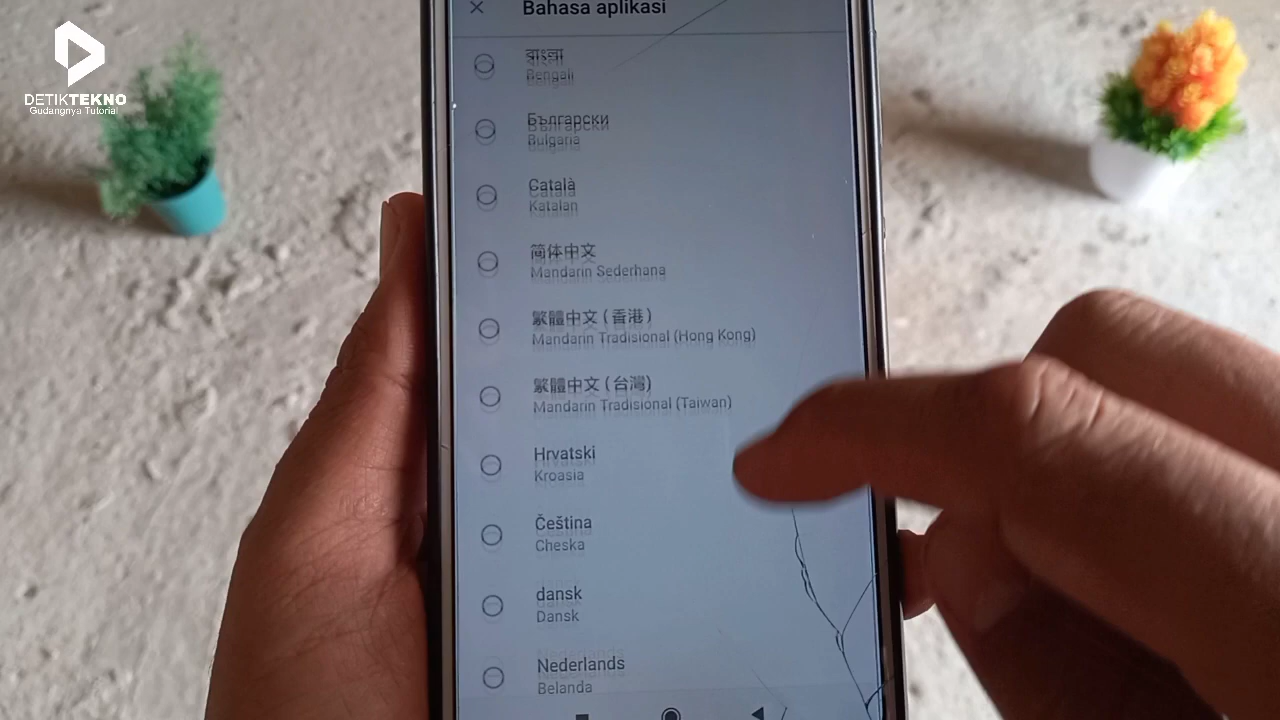 DETIKTEKNO
Gudangnya Tutorial
Bahasa aplikasi
বাংলা
Bengali
Български
Bulgaria
Català
Katalan
简体中文
Mandarin Sederhana
繁體中文 (香港)
Mandarin Tradisional (Hong Kong)
繁體中文 (台灣)
Mandarin Tradisional (Taiwan)
Hrvatski
Kroasia
Čeština
Cheska
dansk
Dansk
Nederlands
Belanda